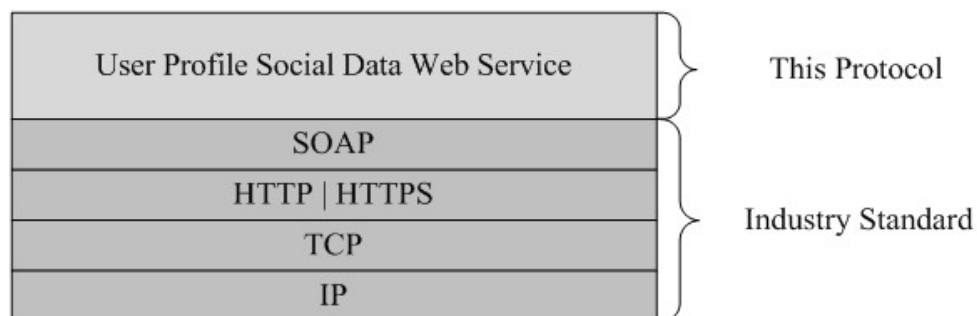 User Profile Social Data Web Service
This Protocol
SOAP
HTTP | HTTPS
TCP
IP
Industry Standard